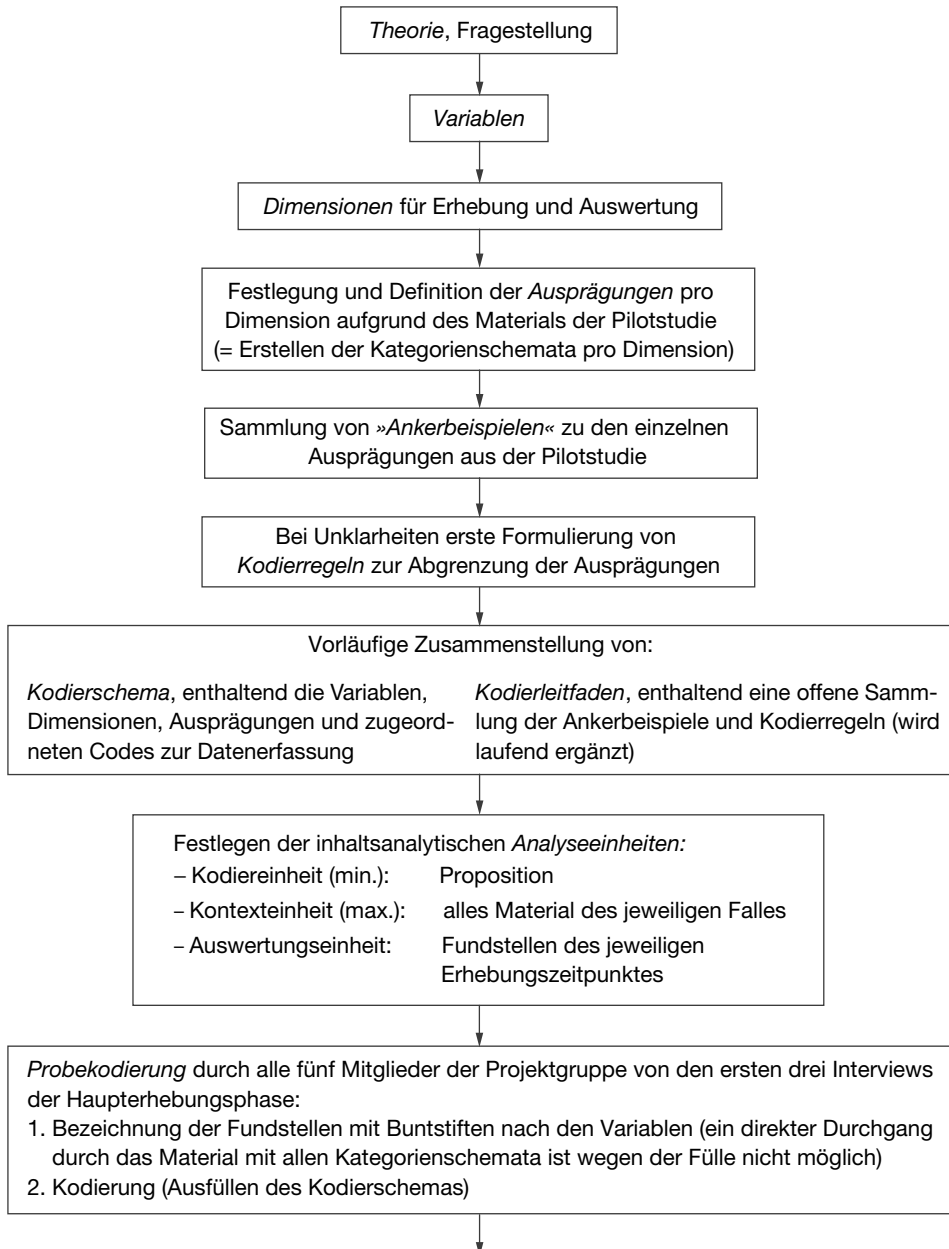 Theorie, Fragestellung
Variablen
Dimensionen für Erhebung und Auswertung
Festlegung und Definition der Ausprägungen pro
Dimension aufgrund des Materials der Pilotstudie
(= Erstellen der Kategorienschemata pro Dimension)
Sammlung von »Ankerbeispielen« zu den einzelnen
Ausprägungen aus der Pilotstudie
Bei Unklarheiten erste Formulierung von
Kodierregeln zur Abgrenzung der Ausprägungen
Vorläufige Zusammenstellung von:
Kodierschema, enthaltend die Variablen,
Dimensionen, Ausprägungen und zugeord-
neten Codes zur Datenerfassung
Kodierleitfaden, enthaltend eine offene Samm-
lung der Ankerbeispiele und Kodierregeln (wird
laufend ergänzt)
Festlegen der inhaltsanalytischen Analyseeinheiten:
– Kodiereinheit (min.): Proposition
– Kontexteinheit (max.): alles Material des jeweiligen Falles
– Auswertungseinheit: Fundstellen des jeweiligen
Erhebungszeitpunktes
Probekodierung durch alle fünf Mitglieder der Projektgruppe von den ersten drei Interviews
der Haupterhebungsphase:
1. Bezeichnung der Fundstellen mit Buntstiften nach den Variablen (ein direkter Durchgang
durch das Material mit allen Kategorienschemata ist wegen der Fülle nicht möglich)
2. Kodierung (Ausfüllen des Kodierschemas)